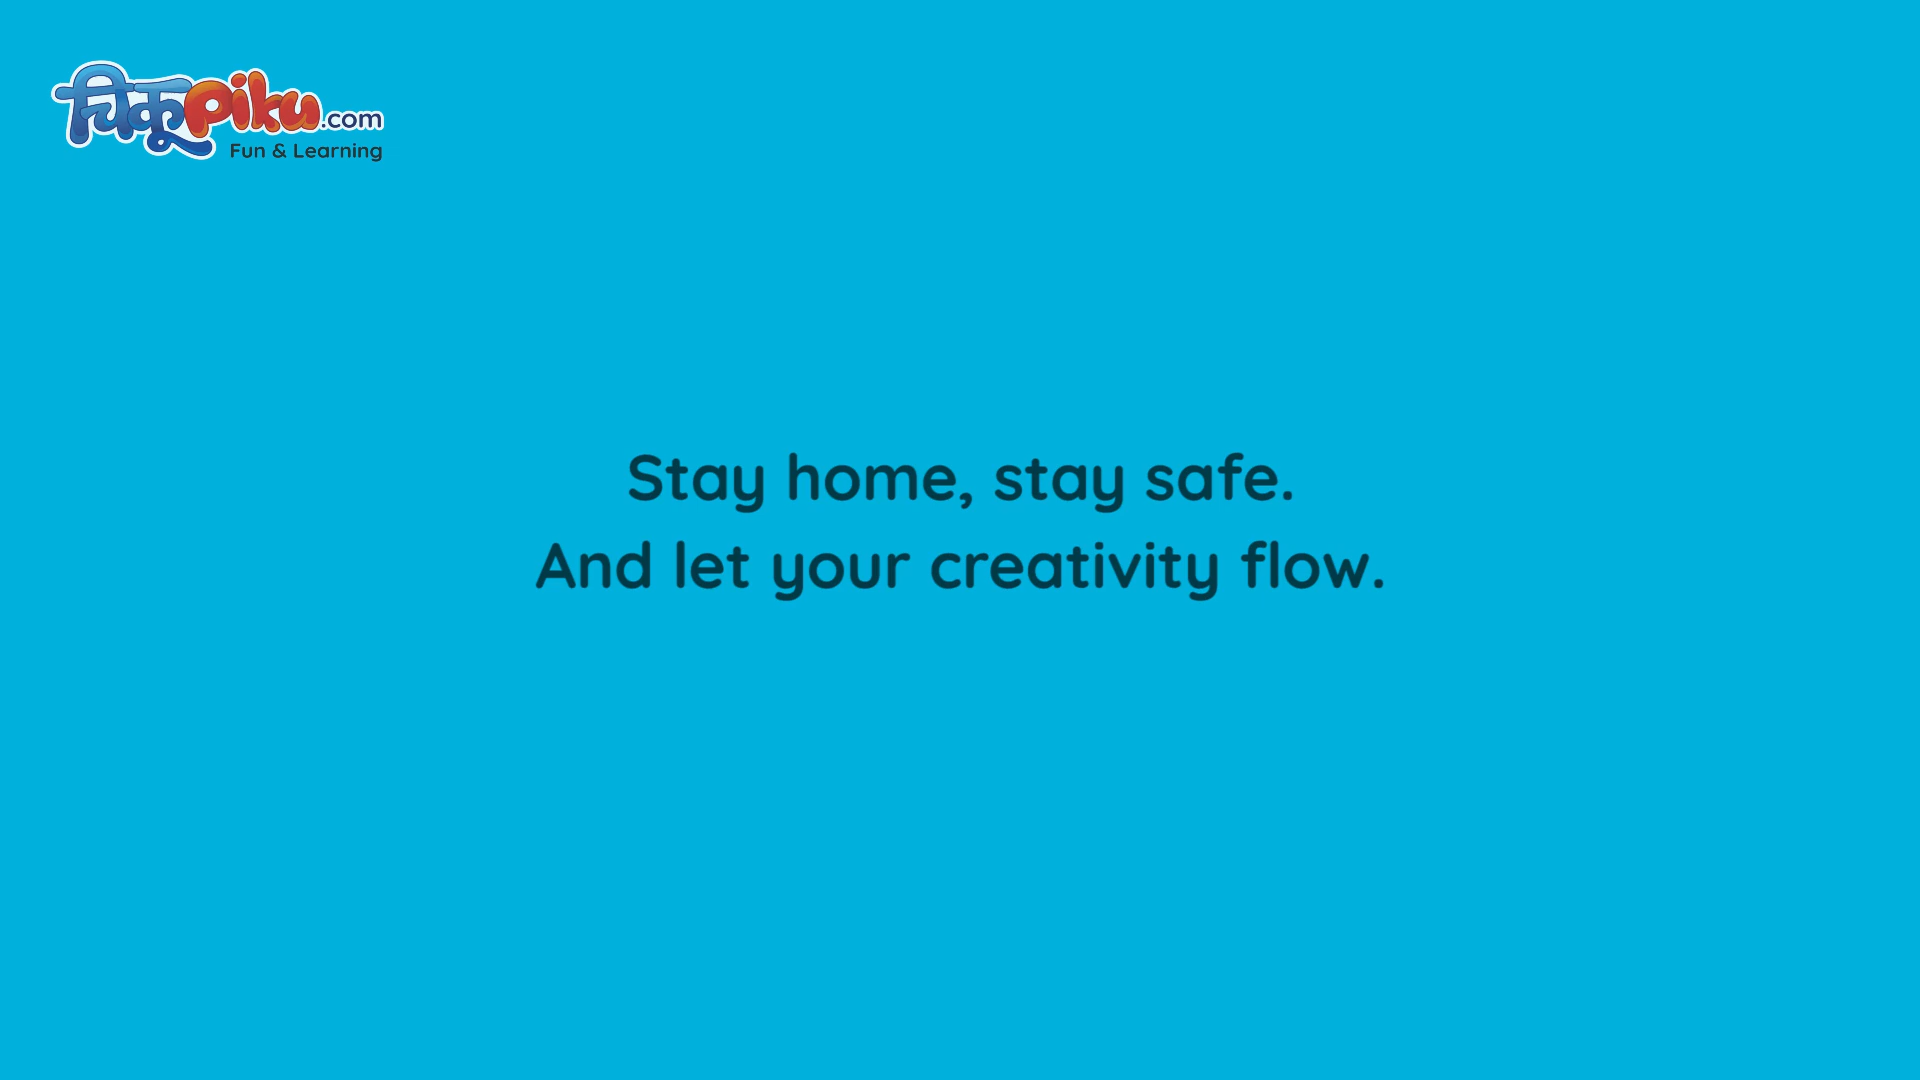 चिकूpiku.com
Fun & Learning
Stay home, stay safe.
And let your creativity flow.